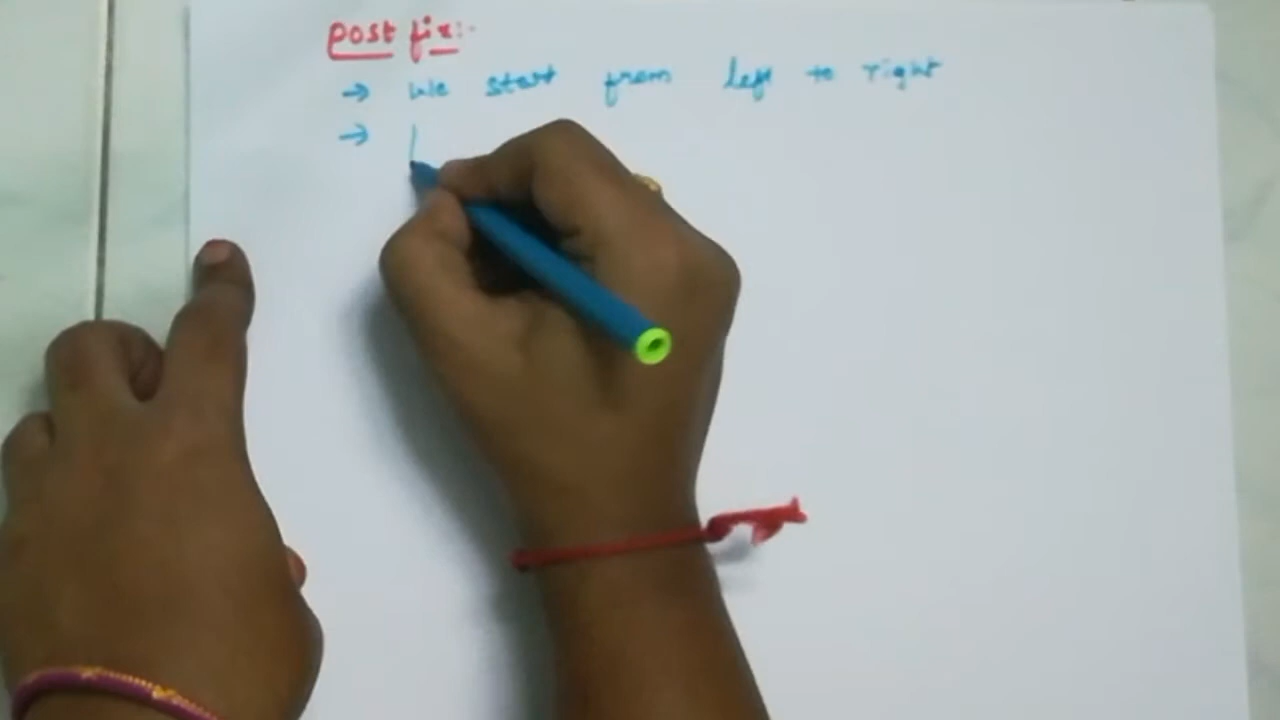 Post fix:-
→ We start from left to right
→